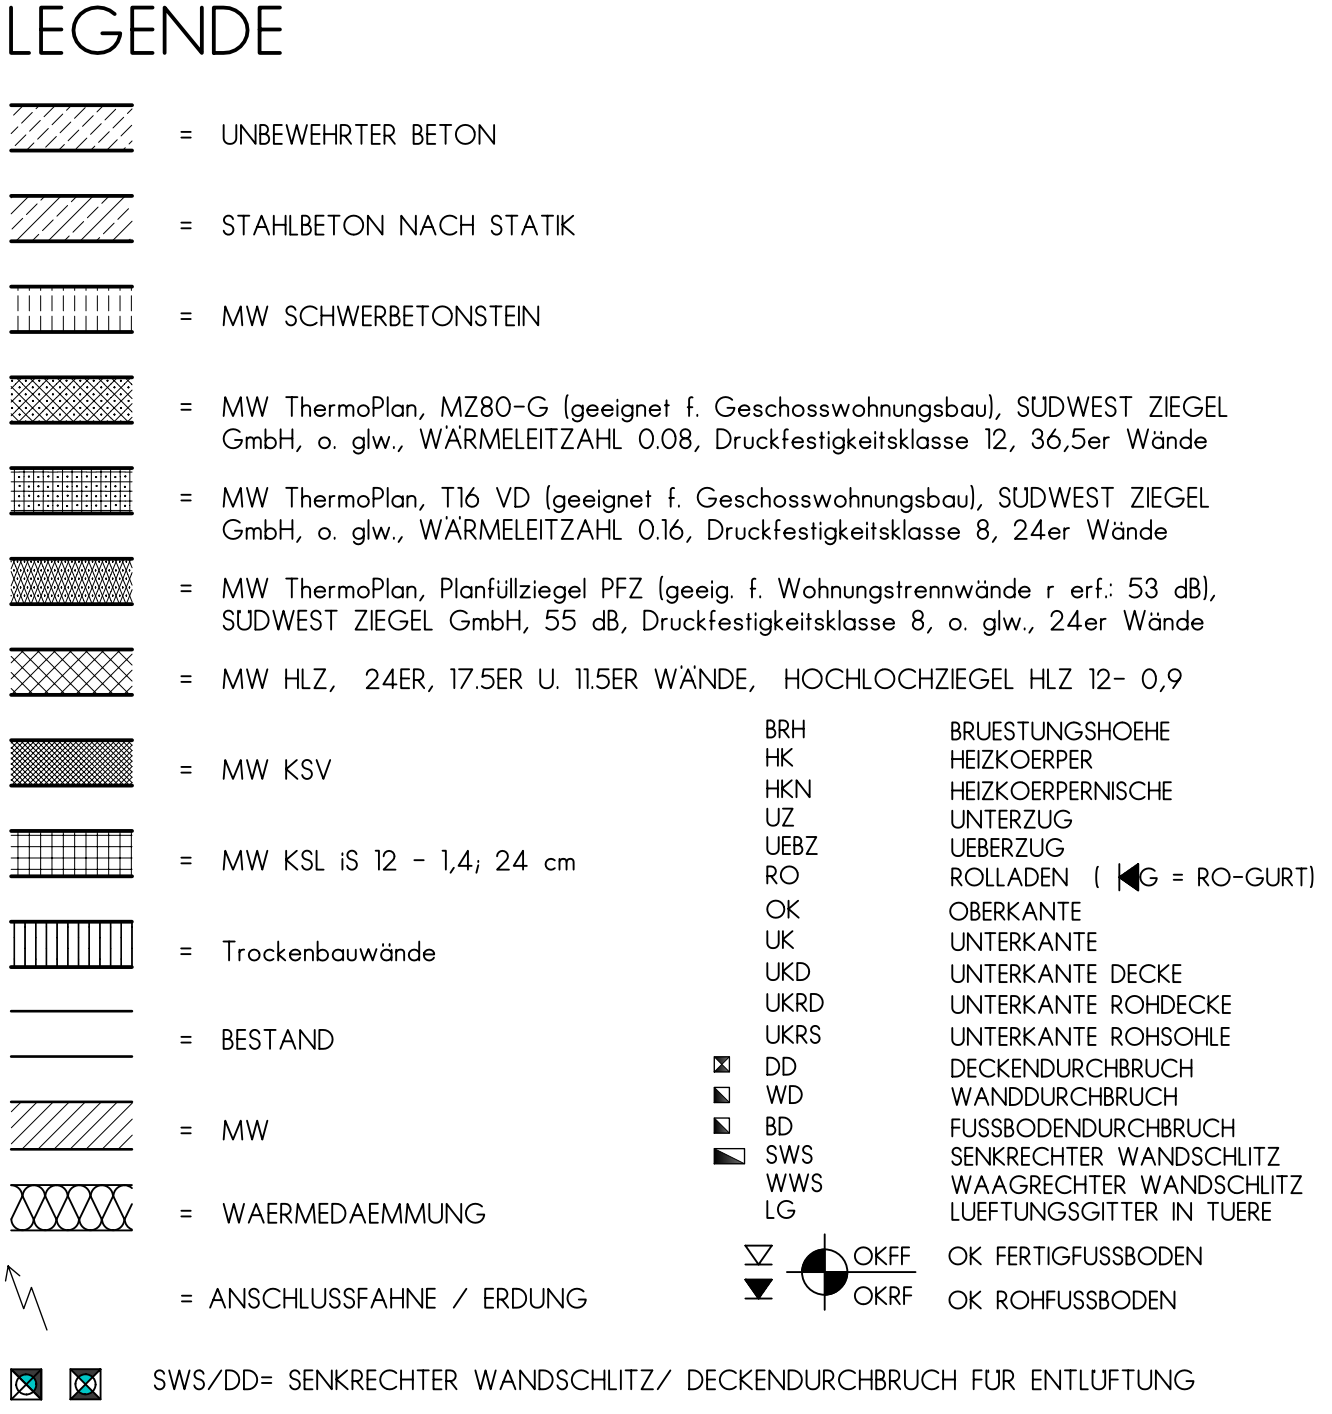 LEGENDE
= UNBEWEHRTER BETON
= STAHLBETON NACH STATIK
= MW SCHWERBETONSTEIN
= MW ThermoPlan, MZ80-G (geeignet f. Geschosswohnungsbau), SÜDWEST ZIEGEL
GmbH, o. glw., WÄRMELEITZAHL 0.08, Druckfestigkeitsklasse 12, 36,5er Wände
= MW ThermoPlan, T16 VD (geeignet f. Geschosswohnungsbau), SÜDWEST ZIEGEL
GmbH, o. glw., WÄRMELEITZAHL 0.16, Druckfestigkeitsklasse 8, 24er Wände
= MW ThermoPlan, Planfüllziegel PFZ (geeig. f. Wohnungstrennwände r erf.: 53 dB),
SÜDWEST ZIEGEL GmbH, 55 dB, Druckfestigkeitsklasse 8, o. glw., 24er Wände
= MW HLZ, 24ER, 17.5ER U. 11.5ER WÄNDE, HOCHLOCHZIEGEL HLZ 12- 0,9
= MW KSV
= MW KSL iS 12 - 1,4; 24 cm
= Trockenbauwände
= BESTAND
= MW
= WAERMEDAEMMUNG
= ANSCHLUSSFAHNE / ERDUNG
BRH BRUESTUNGSHOEHE
HK HEIZKOERPER
HKN HEIZKOERPERNISCHE
UZ UNTERZUG
UEBZ UEBERZUG
RO ROLLADEN ( G = RO-GURT)
OK OBERKANTE
UK UNTERKANTE
UKD UNTERKANTE DECKE
UKRD UNTERKANTE ROHDECKE
UKRS UNTERKANTE ROHSOHLE
DD DECKENDURCHBRUCH
WD WANDDURCHBRUCH
BD FUSSBODENDURCHBRUCH
SWS SENKRECHTER WANDSCHLITZ
WWS WAAGRECHTER WANDSCHLITZ
LG LUEFTUNGSGITTER IN TUERE
OKFF OK FERTIGFUSSBODEN
OKRF OK ROHFUSSBODEN
SWS/DD= SENKRECHTER WANDSCHLITZ/ DECKENDURCHBRUCH FÜR ENTLÜFTUNG